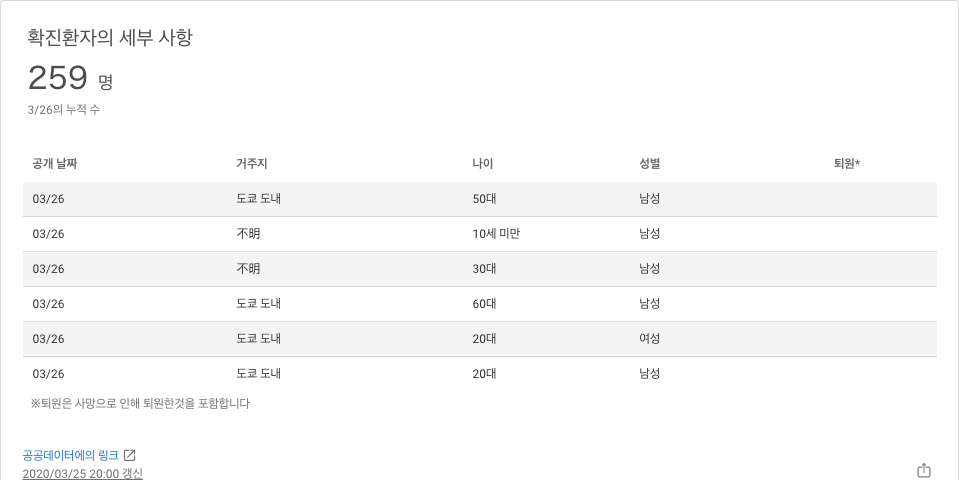 확진환자의 세부 사항
259 명
3/26의 누적 수
공개 날짜 거주지 나이 성별 퇴원*
03/26 도쿄 도내 50대 남성
03/26 不明 10세 미만 남성
03/26 不明 30대 남성
03/26 도쿄 도내 60대 남성
03/26 도쿄 도내 20대 여성
03/26 도쿄 도내 20대 남성
※퇴원은 사망으로 인해 퇴원한것을 포함합니다
공공데이터에의 링크
2020/03/25 20:00 갱신